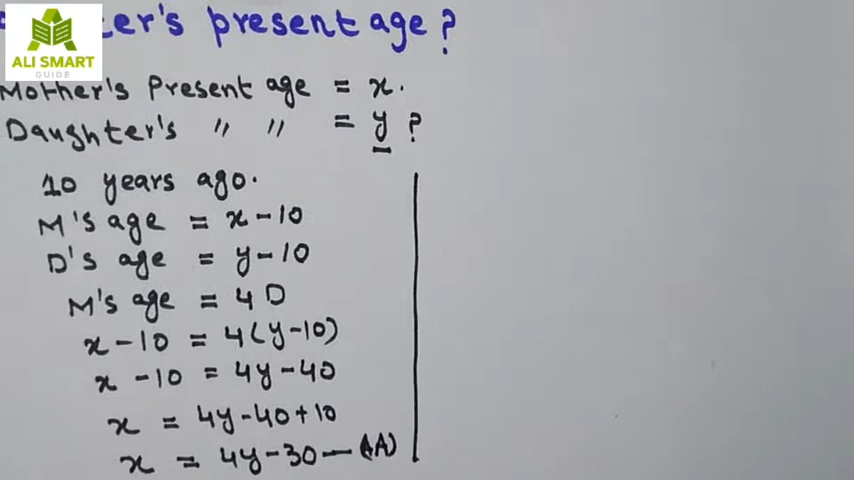 ter's present age?
ALI SMART
GUIDE
Mother's Present age = x.
Daughter's " " = y ?
10 years ago.
M's age = x-10
D's age = y-10
M's age = 4 D
x-10 = 4(y-10)
x -10 = 4y-40
x = 4y-40+10
x = 4y-30—(A)